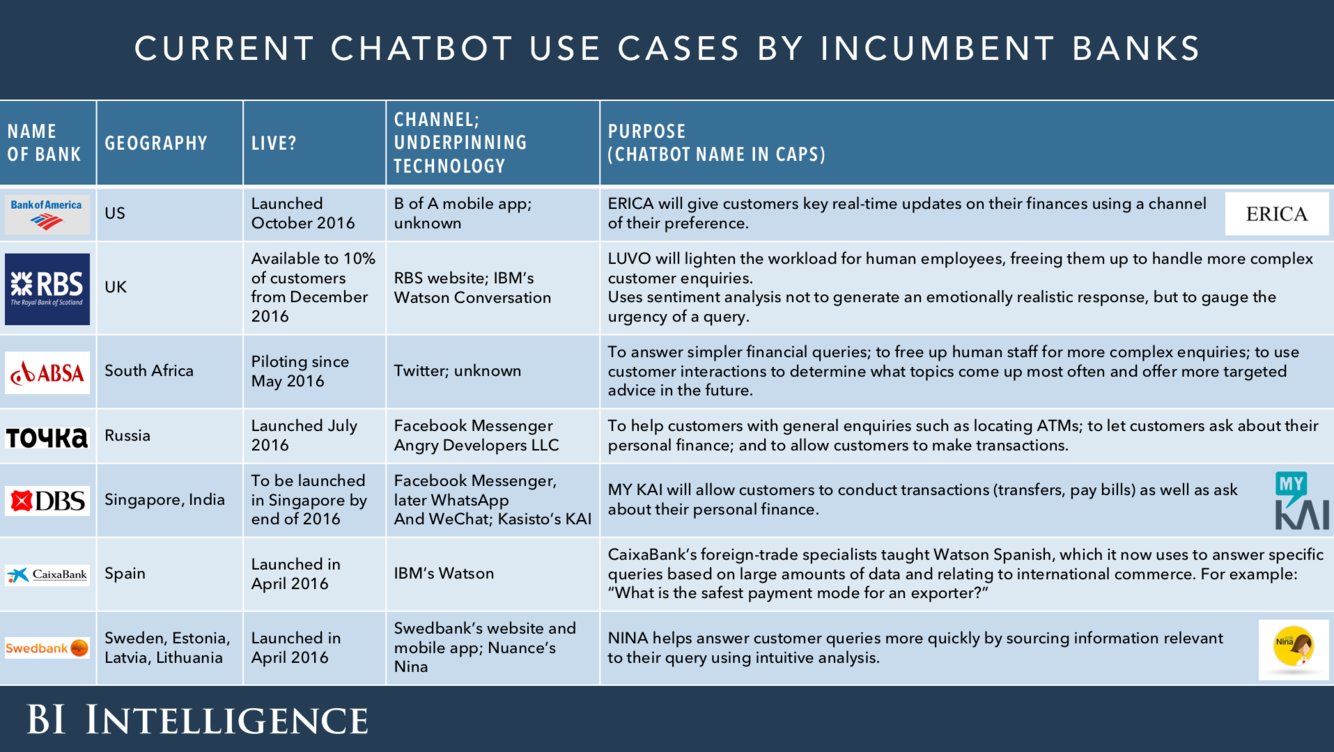 CURRENT CHATBOT USE CASES BY INCUMBENT BANKS
NAME
OF BANK
GEOGRAPHY
LIVE?
CHANNEL;
UNDERPINNING
TECHNOLOGY
PURPOSE
(CHATBOT NAME IN CAPS)
Bank of America
US
Launched
October 2016
B of A mobile app;
unknown
ERICA will give customers key real-time updates on their finances using a channel
of their preference.
ERICA
RBS
The Royal Bank of Scotland
UK
Available to 10%
of customers
from December
2016
RBS website; IBM's
Watson Conversation
LUVO will lighten the workload for human employees, freeing them up to handle more complex
customer enquiries.
Uses sentiment analysis not to generate an emotionally realistic response, but to gauge the
urgency of a query.
ABSA
South Africa
Piloting since
May 2016
Twitter; unknown
To answer simpler financial queries; to free up human staff for more complex enquiries; to use
customer interactions to determine what topics come up most often and offer more targeted
advice in the future.
точка
Russia
Launched July
2016
Facebook Messenger
Angry Developers LLC
To help customers with general enquiries such as locating ATMs; to let customers ask about their
personal finance; and to allow customers to make transactions.
DBS
Singapore, India
To be launched
in Singapore by
end of 2016
Facebook Messenger,
later WhatsApp
And WeChat; Kasisto's KAI
MY KAI will allow customers to conduct transactions (transfers, pay bills) as well as ask
about their personal finance.
MY
KAI
CaixaBank
Spain
Launched in
April 2016
IBM's Watson
CaixaBank's foreign-trade specialists taught Watson Spanish, which it now uses to answer specific
queries based on large amounts of data and relating to international commerce. For example:
“What is the safest payment mode for an exporter?”
Swedbank
Sweden, Estonia,
Latvia, Lithuania
Launched in
April 2016
Swedbank's website and
mobile app; Nuance's
Nina
NINA helps answer customer queries more quickly by sourcing information relevant
to their query using intuitive analysis.
Nina
BI INTELLIGENCE